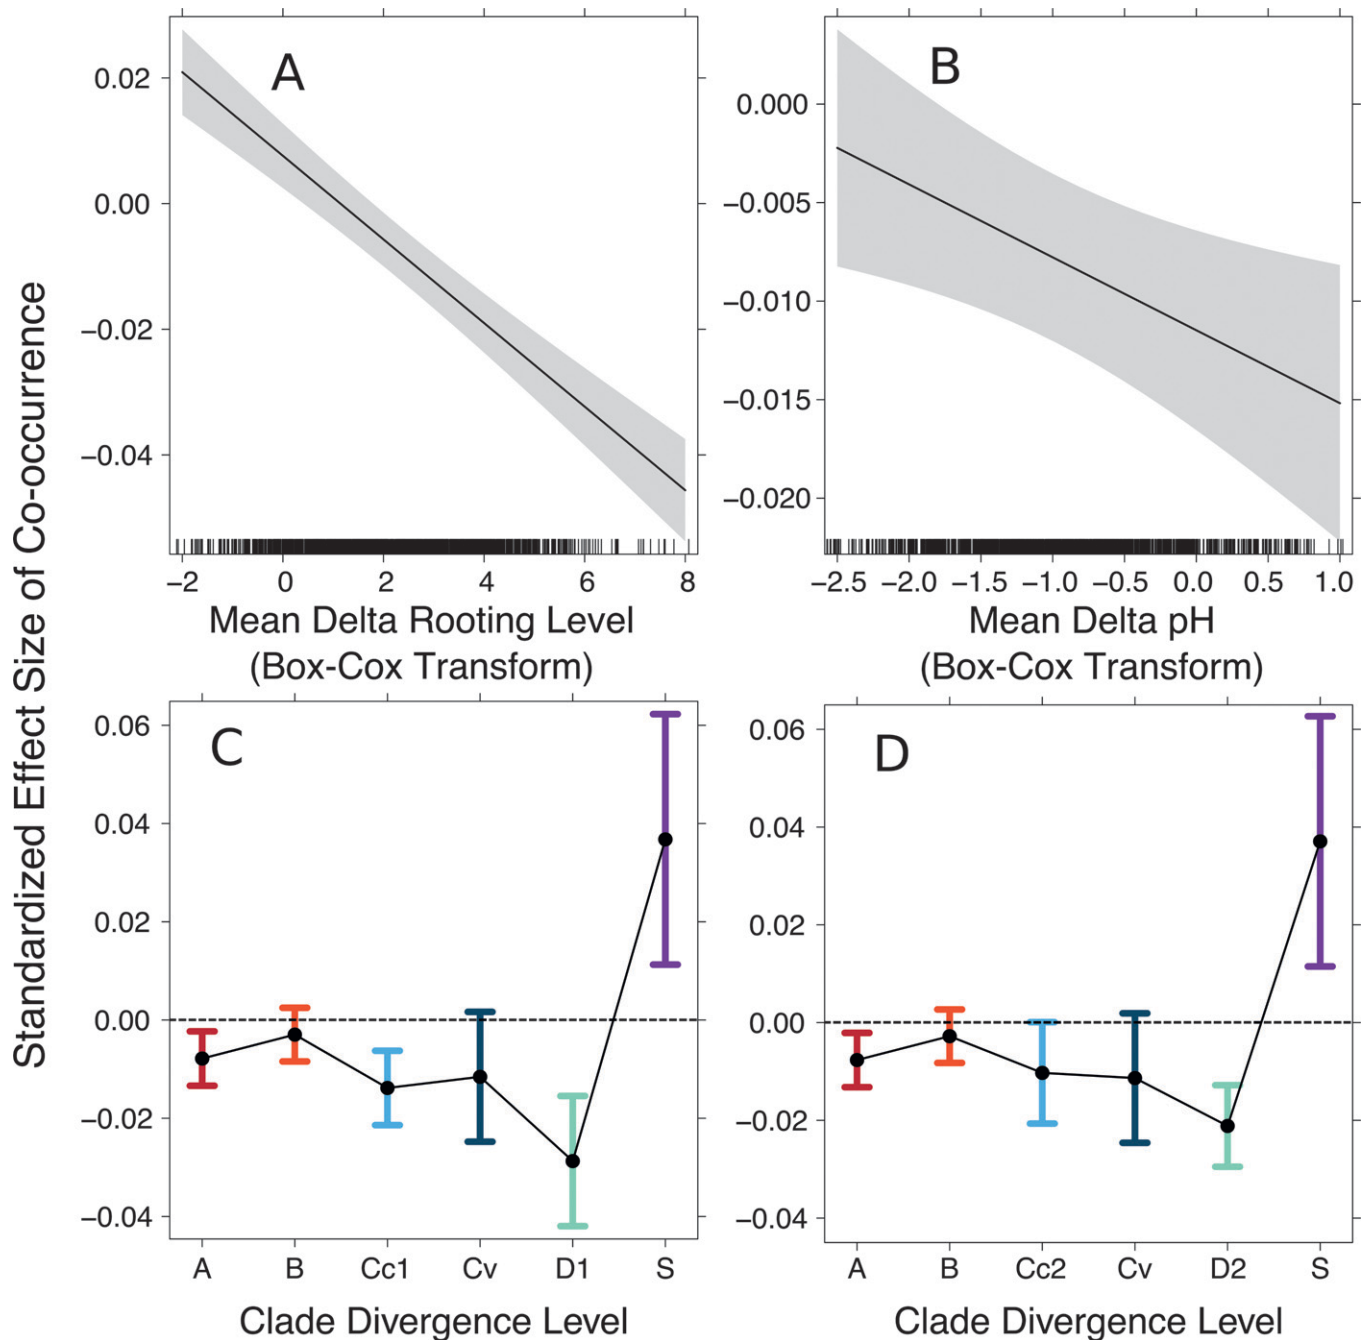 Standardized Effect Size of Co-occurrence
A
0.02
0.00
−0.02
−0.04
−2 0 2 4 6 8
Mean Delta Rooting Level
(Box-Cox Transform)
B
0.000
−0.005
−0.010
−0.015
−0.020
−2.5 −2.0 −1.5 −1.0 −0.5 0.0 0.5 1.0
Mean Delta pH
(Box-Cox Transform)
C
0.06
0.04
0.02
0.00
−0.02
−0.04
A B Cc1 Cv D1 S
Clade Divergence Level
D
0.06
0.04
0.02
0.00
−0.02
−0.04
A B Cc2 Cv D2 S
Clade Divergence Level